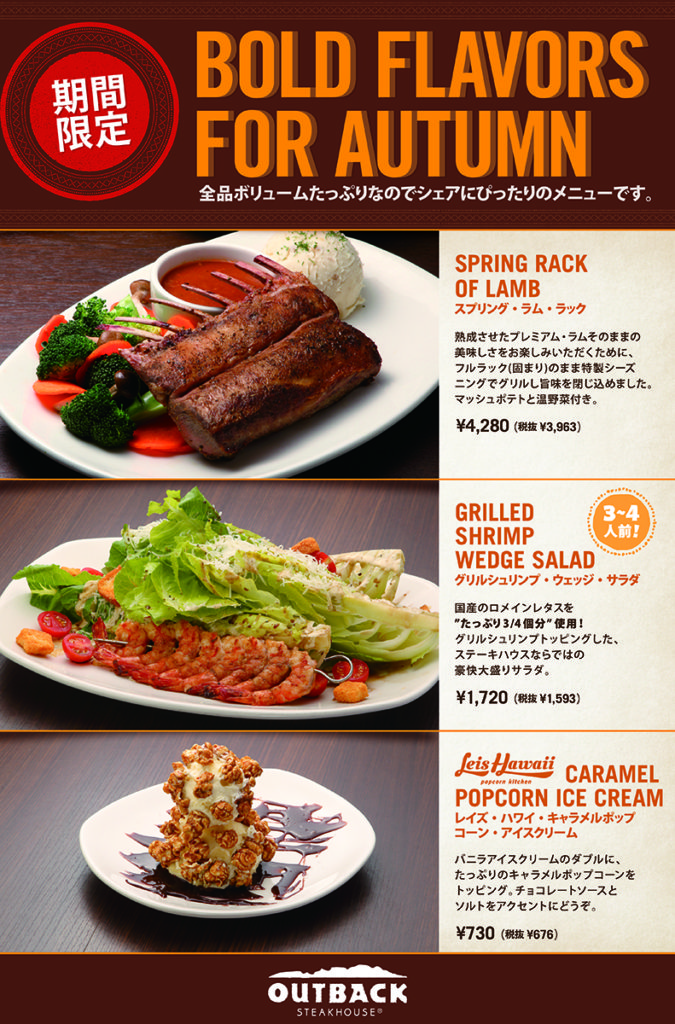 期間
限定
BOLD FLAVORS
FOR AUTUMN
全品ボリュームたっぷりなのでシェアにぴったりのメニューです。
SPRING RACK
OF LAMB
スプリング・ラム・ラック
熟成させたプレミアム・ラムそのままの
美味しさをお楽しみいただくために、
フルラック(固まり)のまま特製シーズ
ニングでグリルし旨味を閉じ込めました。
マッシュポテトと温野菜付き。
¥4,280 (税抜 ¥3,963)
GRILLED
SHRIMP
WEDGE SALAD
3~4
人前!
グリルシュリンプ・ウェッジ・サラダ
国産のロメインレタスを
"たっぷり3/4個分"使用!
グリルシュリンプトッピングした、
ステーキハウスならではの
豪快大盛りサラダ。
¥1,720 (税抜 ¥1,593)
Leis Hawaii
popcorn kitchen
CARAMEL
POPCORN ICE CREAM
レイズ・ハワイ・キャラメルポップ
コーン・アイスクリーム
バニラアイスクリームのダブルに、
たっぷりのキャラメルポップコーンを
トッピング。チョコレートソースと
ソルトをアクセントにどうぞ。
¥730 (税抜 ¥676)
OUTBACK
STEAKHOUSE®